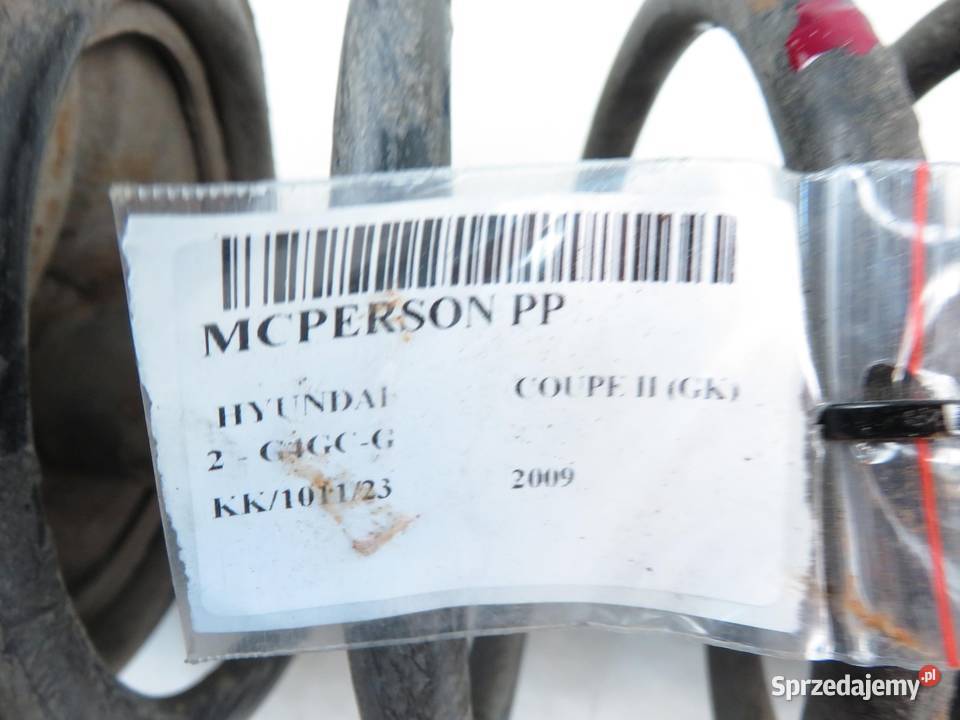 MCPERSON PP
HYUNDAI COUPE II (GK)
2 - G4GC-G
KK/1011/23 2009
Sprzedajemy.pl